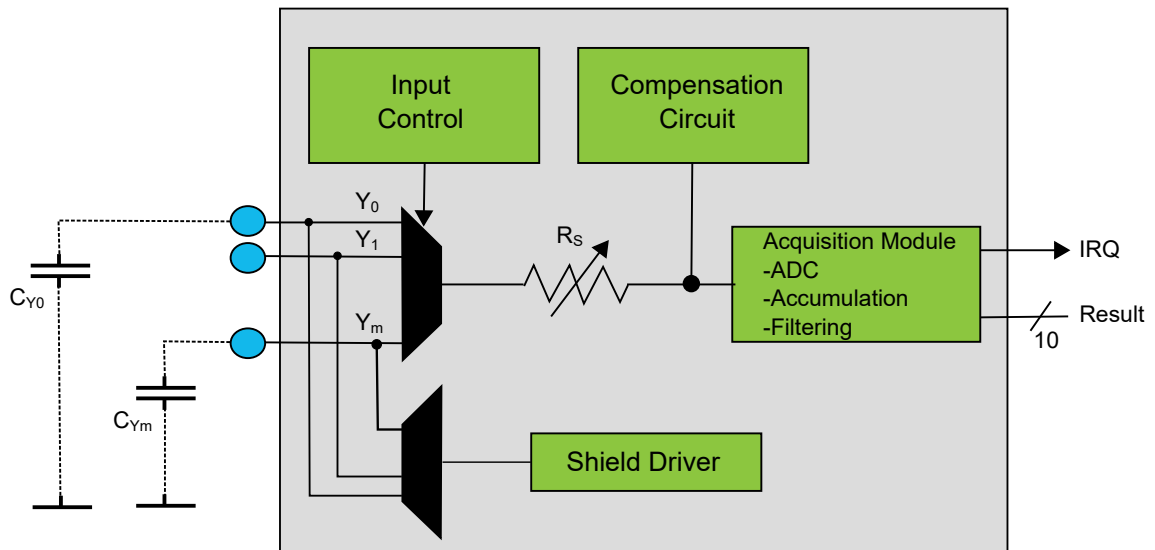 Input
Control
Compensation
Circuit
Y0
Y1
RS
Acquisition Module
-ADC
-Accumulation
-Filtering
IRQ
Result
10
CY0
Ym
CYm
Shield Driver